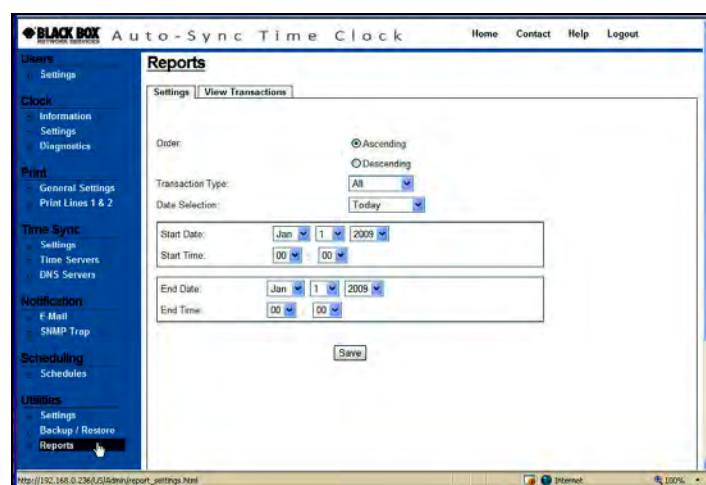 BLACK BOX Auto-Sync Time Clock Home Contact Help Logout
NETWORK SERVICES
Users
Settings
Clock
Information
Settings
Diagnostics
Print
General Settings
Print Lines 1 & 2
Time Sync
Settings
Time Servers
DNS Servers
Notification
E-Mail
SNMP Trap
Scheduling
Schedules
Utilities
Settings
Backup / Restore
Reports
Reports
Settings View Transactions
Order: Ascending
Descending
Transaction Type: All
Date Selection: Today
Start Date: Jan 1 2009
Start Time: 00 : 00
End Date: Jan 1 2009
End Time: 00 : 00
Save
http://192.168.0.236/US/Admin/report_settings.html Internet 100%